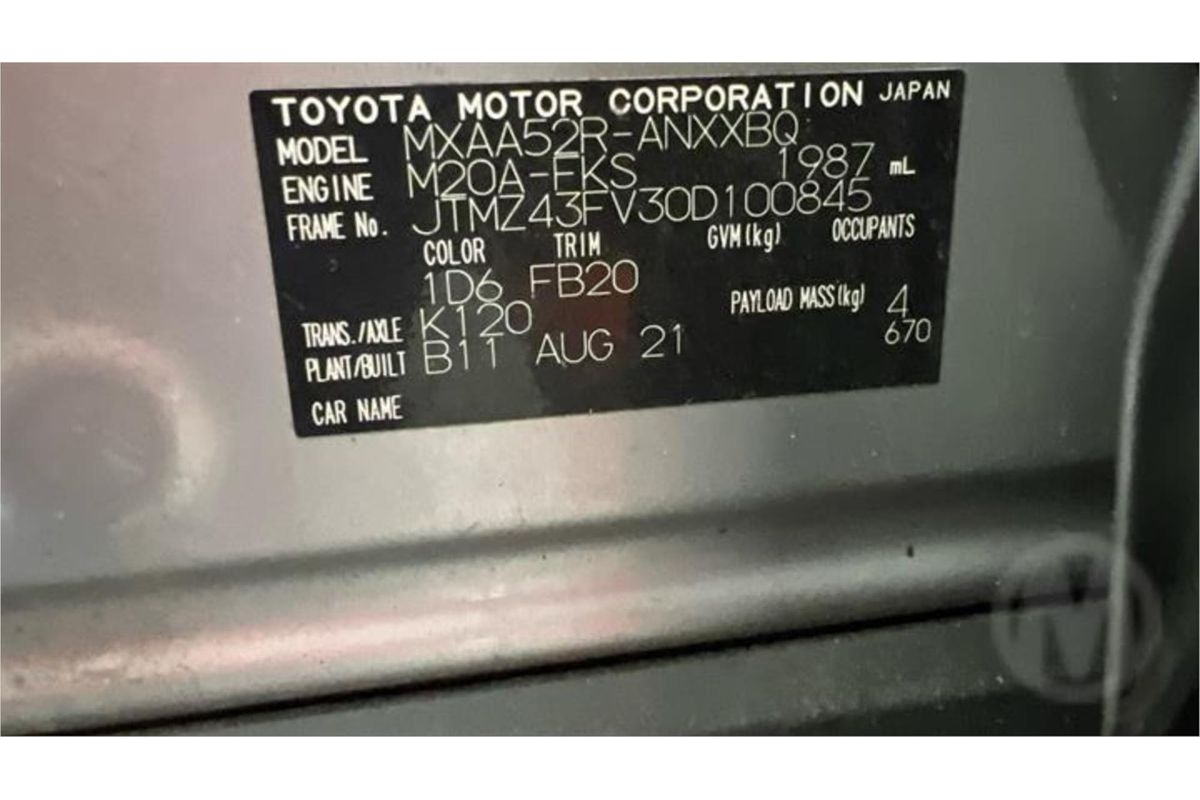 TOYOTA MOTOR CORPORATION JAPAN
MODEL MXAA52R-ANXXBQ
ENGINE M20A-FKS 1987 mL
FRAME No. JTMZ43FV30D100845
COLOR TRIM GVM(kg) OCCUPANTS
1D6 FB20
PAYLOAD MASS(kg) 4
TRANS./AXLE K120 670
PLANT/BUILT B11 AUG 21
CAR NAME
M